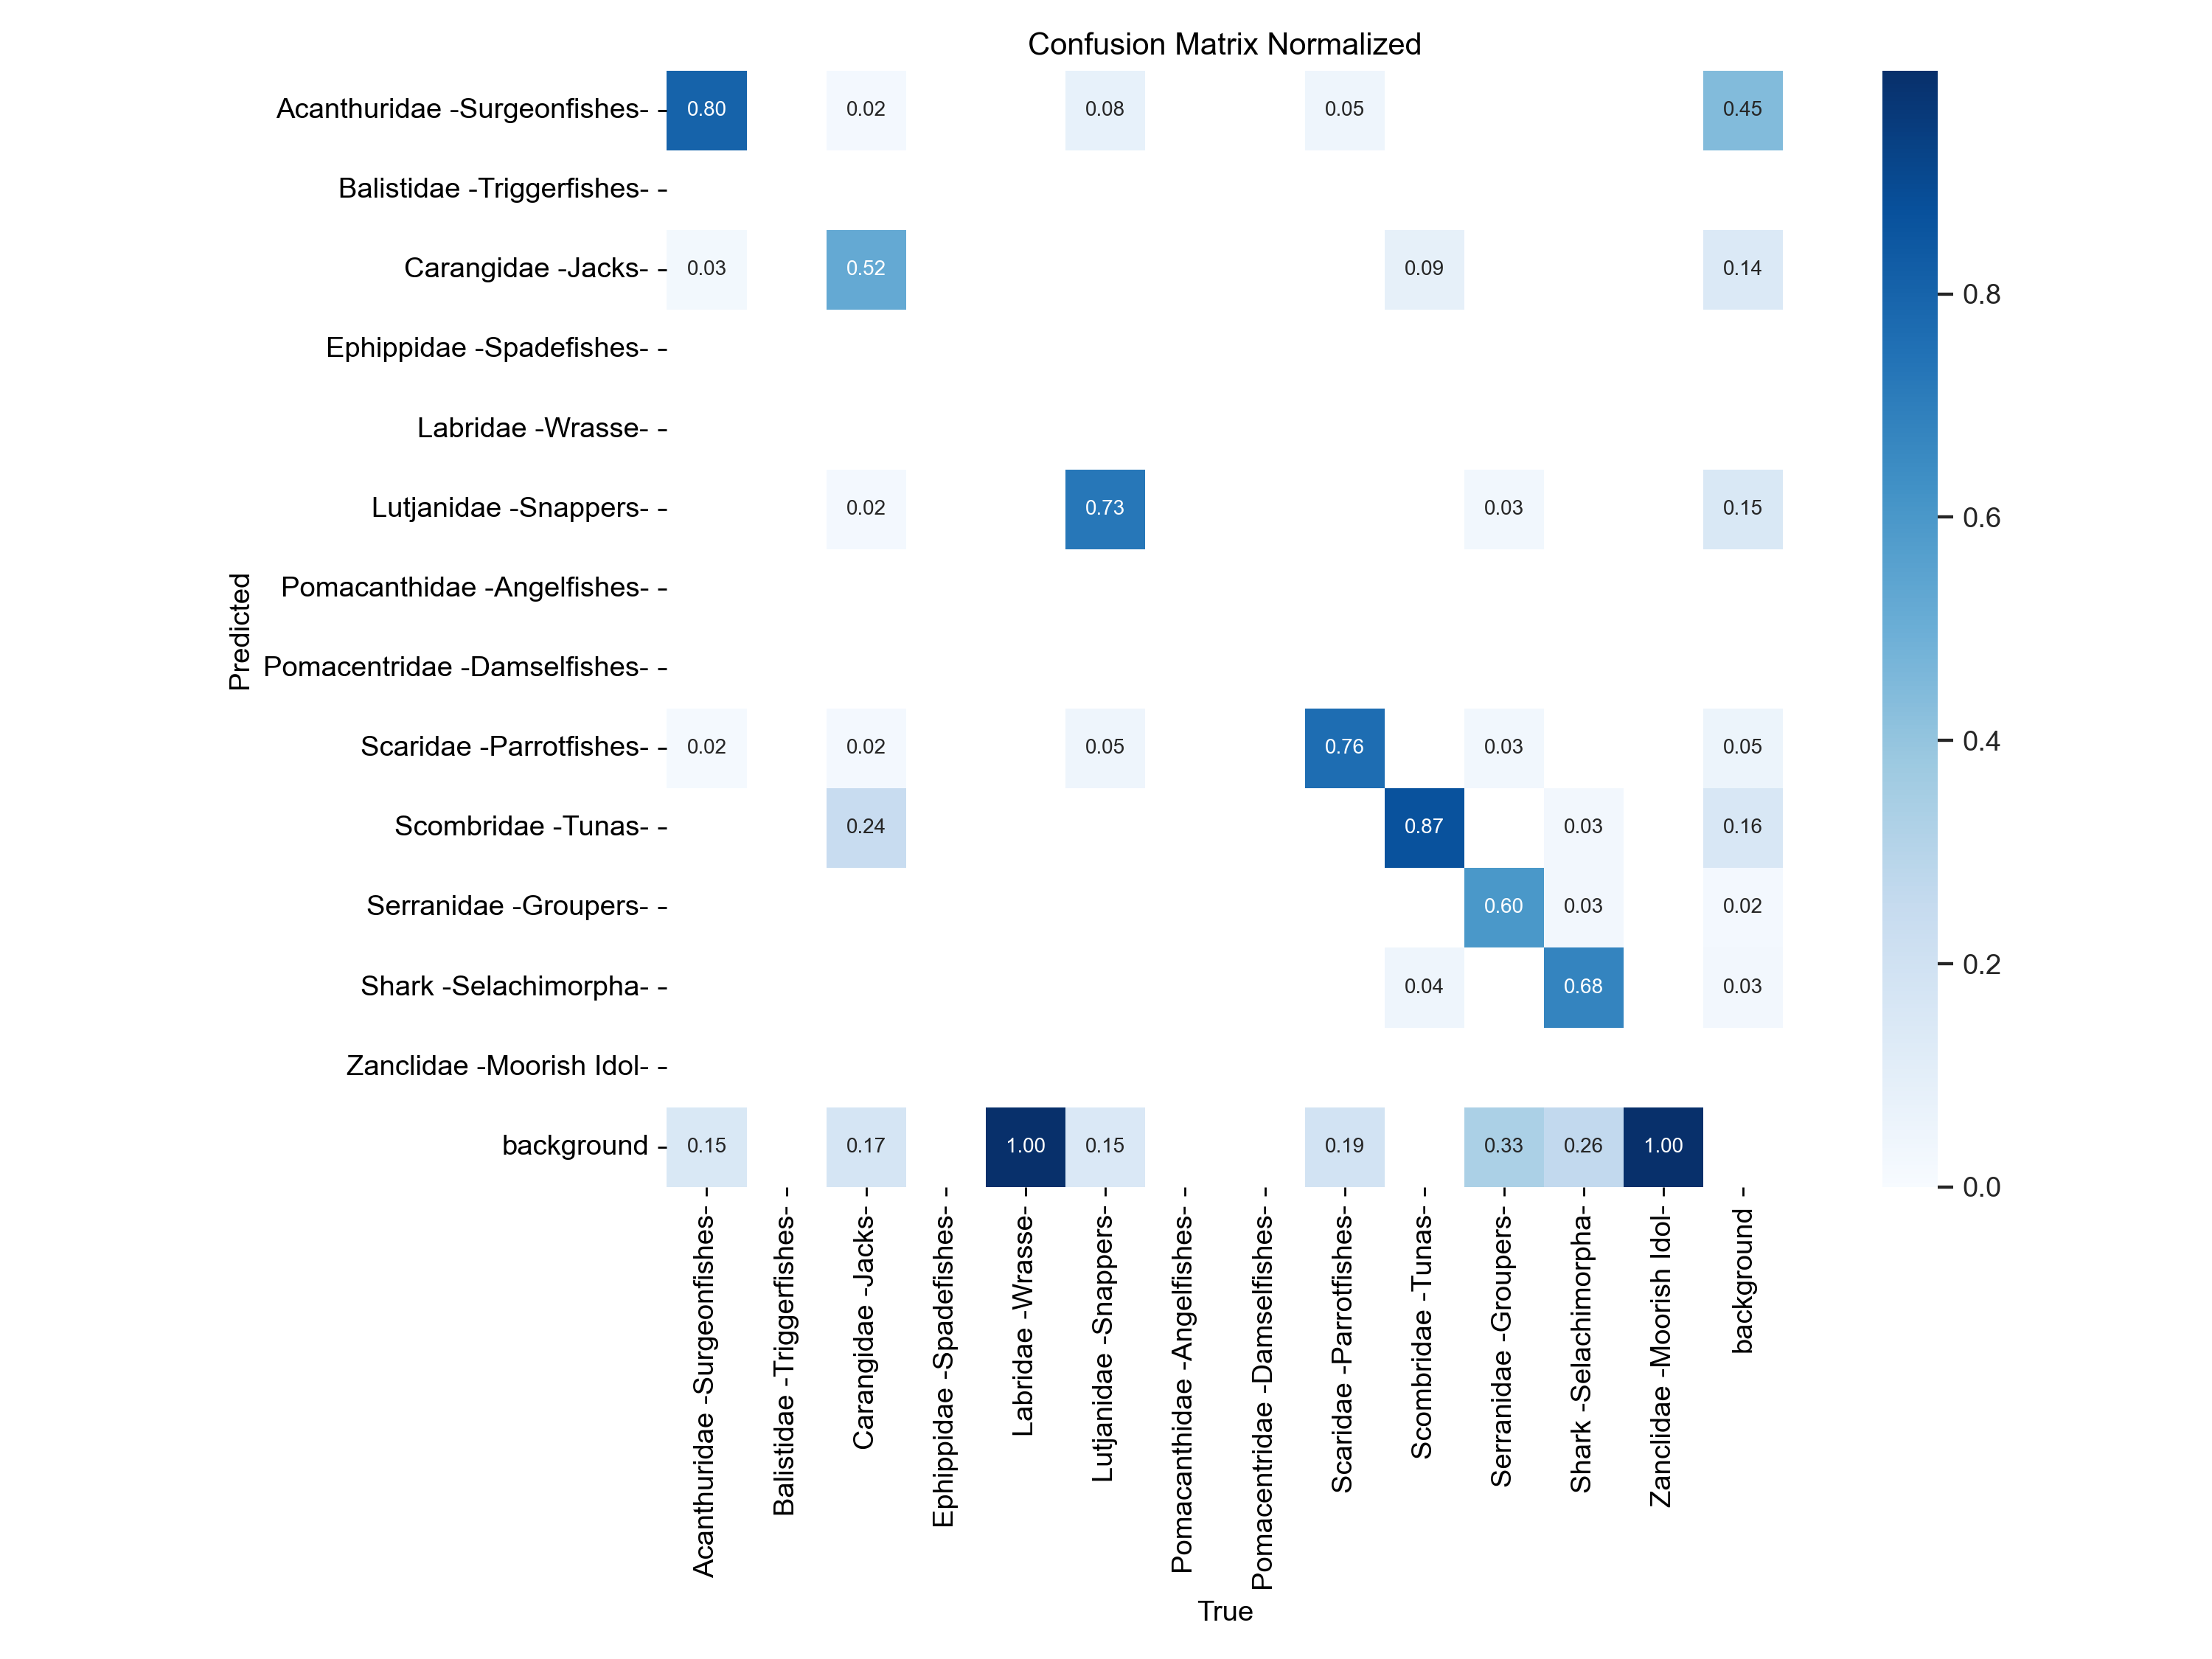 Confusion Matrix Normalized
Acanthuridae -Surgeonfishes-
0.80 0.02 0.08 0.05 0.45
Balistidae -Triggerfishes-
Carangidae -Jacks-
0.03 0.52 0.09 0.14
Ephippidae -Spadefishes-
Labridae -Wrasse-
Lutjanidae -Snappers-
0.02 0.73 0.03 0.15
Pomacanthidae -Angelfishes-
Pomacentridae -Damselfishes-
Scaridae -Parrotfishes-
0.02 0.02 0.05 0.76 0.03 0.05
Scombridae -Tunas-
0.24 0.87 0.03 0.16
Serranidae -Groupers-
0.60 0.03 0.02
Shark -Selachimorpha-
0.04 0.68 0.03
Zanclidae -Moorish Idol-
background
0.15 0.17 1.00 0.15 0.19 0.33 0.26 1.00
Predicted
Acanthuridae -Surgeonfishes-
Balistidae -Triggerfishes-
Carangidae -Jacks-
Ephippidae -Spadefishes-
Labridae -Wrasse-
Lutjanidae -Snappers-
Pomacanthidae -Angelfishes-
Pomacentridae -Damselfishes-
Scaridae -Parrotfishes-
Scombridae -Tunas-
Serranidae -Groupers-
Shark -Selachimorpha-
Zanclidae -Moorish Idol-
background
True
0.8
0.6
0.4
0.2
0.0